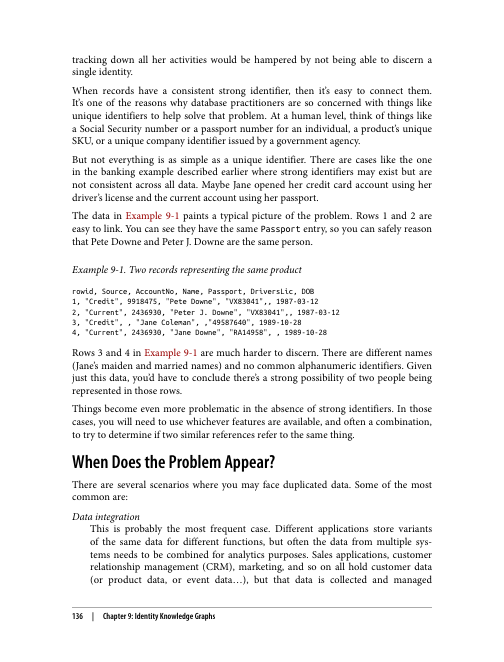 tracking down all her activities would be hampered by not being able to discern a
single identity.
When records have a consistent strong identifier, then it's easy to connect them.
It's one of the reasons why database practitioners are so concerned with things like
unique identifiers to help solve that problem. At a human level, think of things like
a Social Security number or a passport number for an individual, a product's unique
SKU, or a unique company identifier issued by a government agency.
But not everything is as simple as a unique identifier. There are cases like the one
in the banking example described earlier where strong identifiers may exist but are
not consistent across all data. Maybe Jane opened her credit card account using her
driver's license and the current account using her passport.
The data in Example 9-1 paints a typical picture of the problem. Rows 1 and 2 are
easy to link. You can see they have the same Passport entry, so you can safely reason
that Pete Downe and Peter J. Downe are the same person.
Example 9-1. Two records representing the same product
rowid, Source, AccountNo, Name, Passport, DriversLic, DOB
1, "Credit", 9918475, "Pete Downe", "VX83041",, 1987-03-12
2, "Current", 2436930, "Peter J. Downe", "VX83041",, 1987-03-12
3, "Credit", , "Jane Coleman", ,"49587640", 1989-10-28
4, "Current", 2436930, "Jane Downe", "RA14958", , 1989-10-28
Rows 3 and 4 in Example 9-1 are much harder to discern. There are different names
(Jane's maiden and married names) and no common alphanumeric identifiers. Given
just this data, you'd have to conclude there's a strong possibility of two people being
represented in those rows.
Things become even more problematic in the absence of strong identifiers. In those
cases, you will need to use whichever features are available, and often a combination,
to try to determine if two similar references refer to the same thing.
When Does the Problem Appear?
There are several scenarios where you may face duplicated data. Some of the most
common are:
Data integration
This is probably the most frequent case. Different applications store variants
of the same data for different functions, but often the data from multiple sys-
tems needs to be combined for analytics purposes. Sales applications, customer
relationship management (CRM), marketing, and so on all hold customer data
(or product data, or event data…), but that data is collected and managed
136 | Chapter 9: Identity Knowledge Graphs